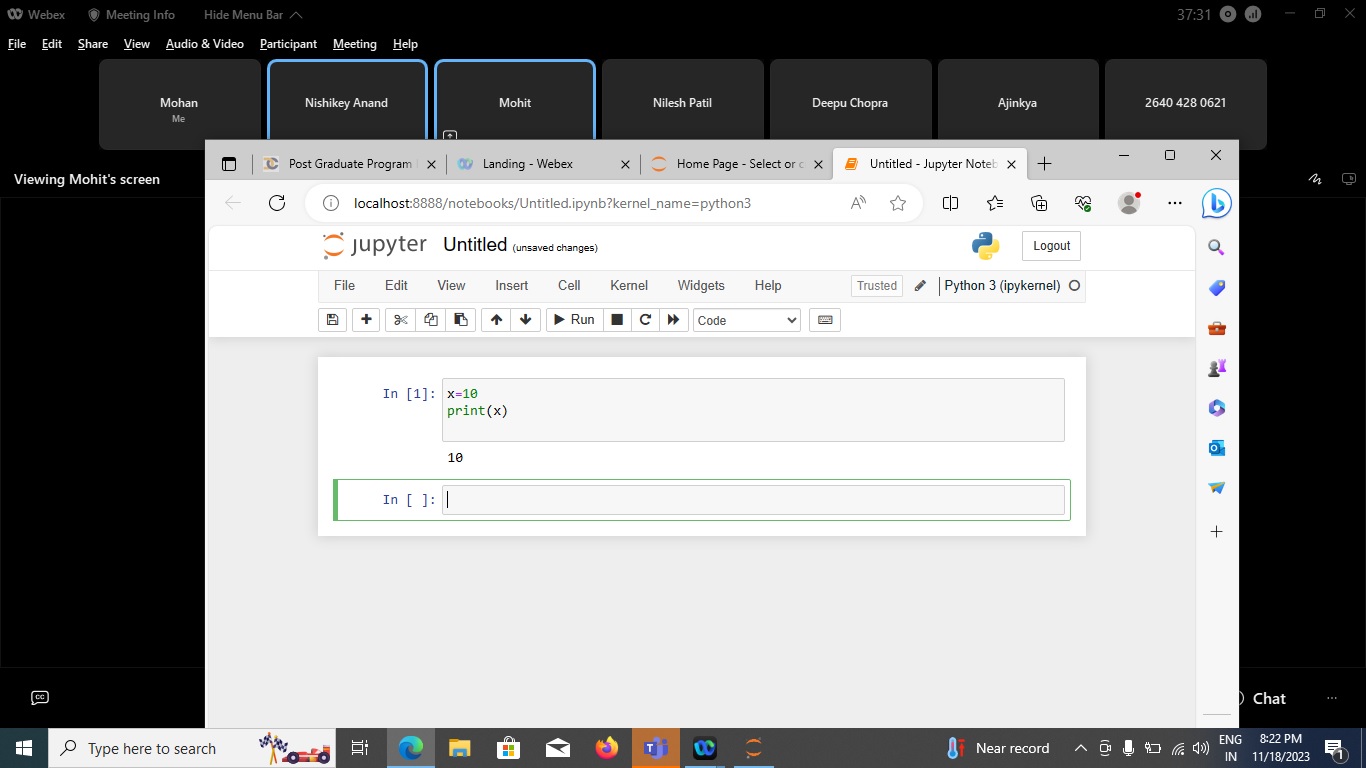 Webex Meeting Info Hide Menu Bar 37:31
File Edit Share View Audio & Video Participant Meeting Help
Mohan Nishikey Anand Mohit Nilesh Patil Deepu Chopra Ajinkya 2640 428 0621
Me
Viewing Mohit's screen
Post Graduate Program Landing - Webex Home Page - Select or c Untitled - Jupyter Noteb
localhost:8888/notebooks/Untitled.ipynb?kernel_name=python3
jupyter Untitled (unsaved changes) Logout
File Edit View Insert Cell Kernel Widgets Help Trusted Python 3 (ipykernel)
Run Code
In [1]: x=10
print(x)
10
In [ ]:
CC Chat
Type here to search Near record ENG 8:22 PM
IN 11/18/2023 1